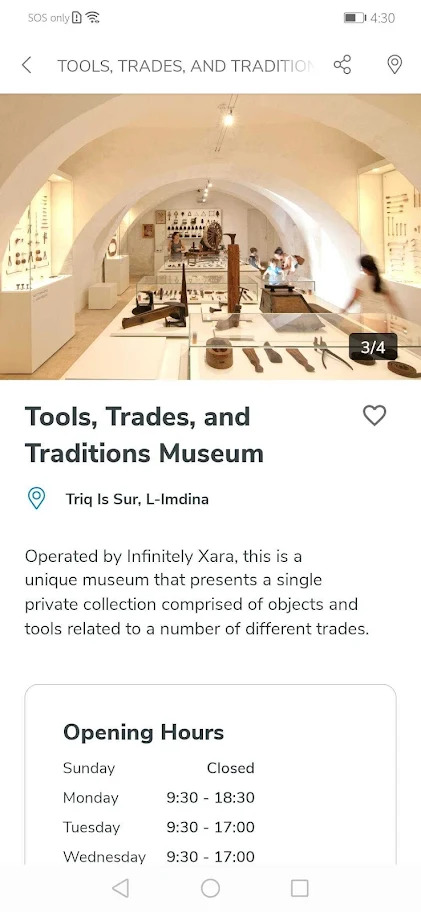 SOS only 4:30
TOOLS, TRADES, AND TRADITION
3/4
Tools, Trades, and
Traditions Museum
Triq Is Sur, L-Imdina
Operated by Infinitely Xara, this is a
unique museum that presents a single
private collection comprised of objects and
tools related to a number of different trades.
Opening Hours
Sunday Closed
Monday 9:30 - 18:30
Tuesday 9:30 - 17:00
Wednesday 9:30 - 17:00